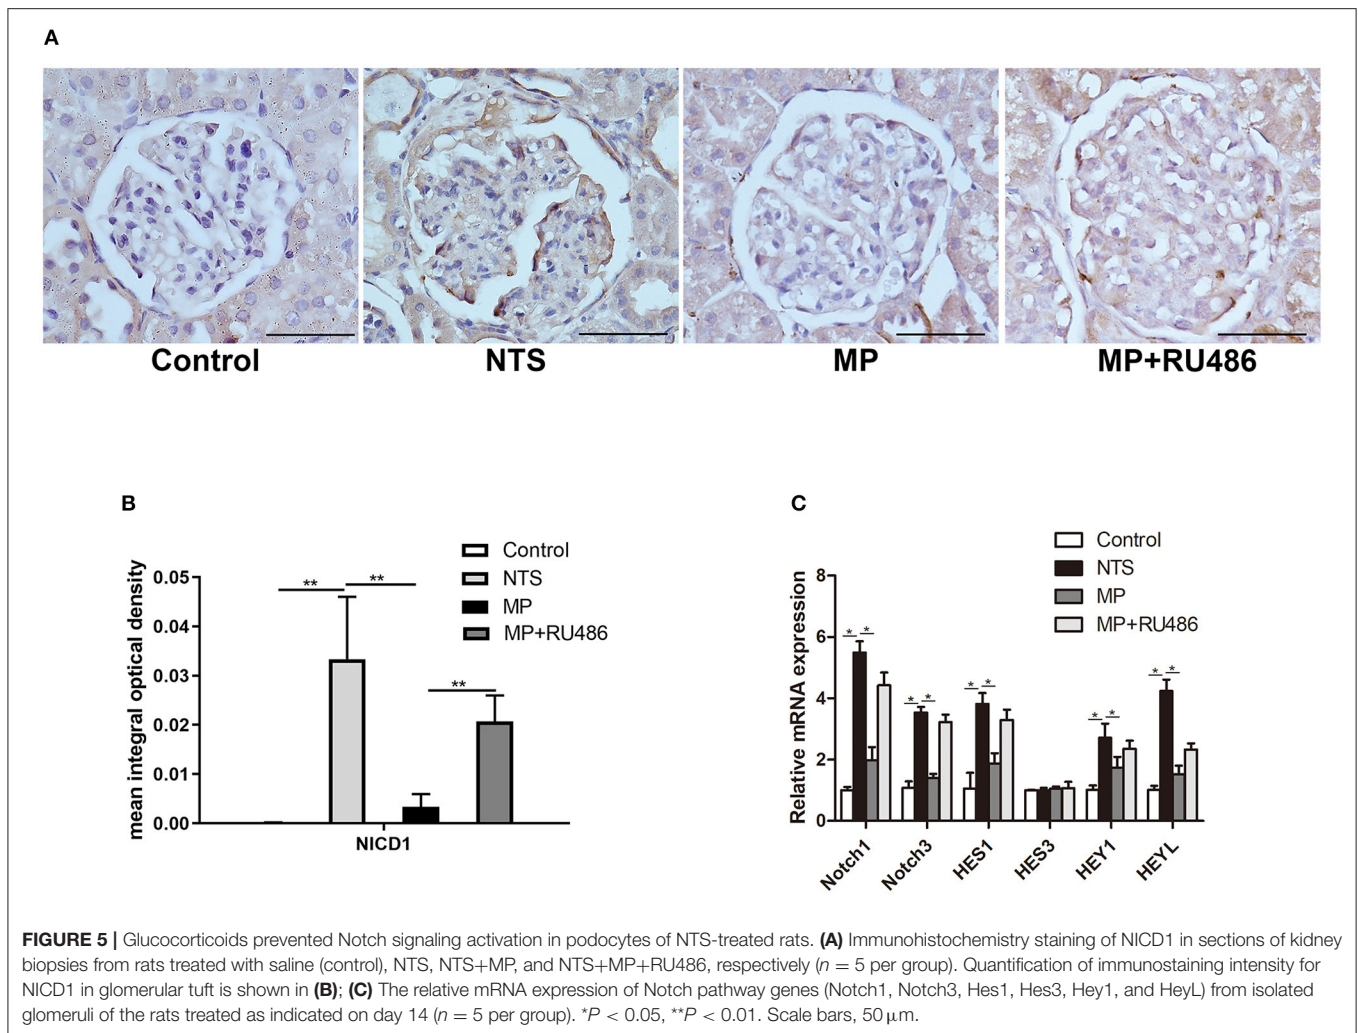 A
Control
NTS
MP
MP+RU486
B
Control
NTS
MP
MP+RU486
mean integral optical density
0.05
0.04
0.03
0.02
0.01
0.00
**
**
**
NICD1
C
Control
NTS
MP
MP+RU486
Relative mRNA expression
8
6
4
2
0
* *
* *
* *
* *
* *
Notch1
Notch3
HES1
HES3
HEY1
HEYL
FIGURE 5 | Glucocorticoids prevented Notch signaling activation in podocytes of NTS-treated rats. (A) Immunohistochemistry staining of NICD1 in sections of kidney
biopsies from rats treated with saline (control), NTS, NTS+MP, and NTS+MP+RU486, respectively (n = 5 per group). Quantification of immunostaining intensity for
NICD1 in glomerular tuft is shown in (B); (C) The relative mRNA expression of Notch pathway genes (Notch1, Notch3, Hes1, Hes3, Hey1, and HeyL) from isolated
glomeruli of the rats treated as indicated on day 14 (n = 5 per group). *P < 0.05, **P < 0.01. Scale bars, 50 μm.